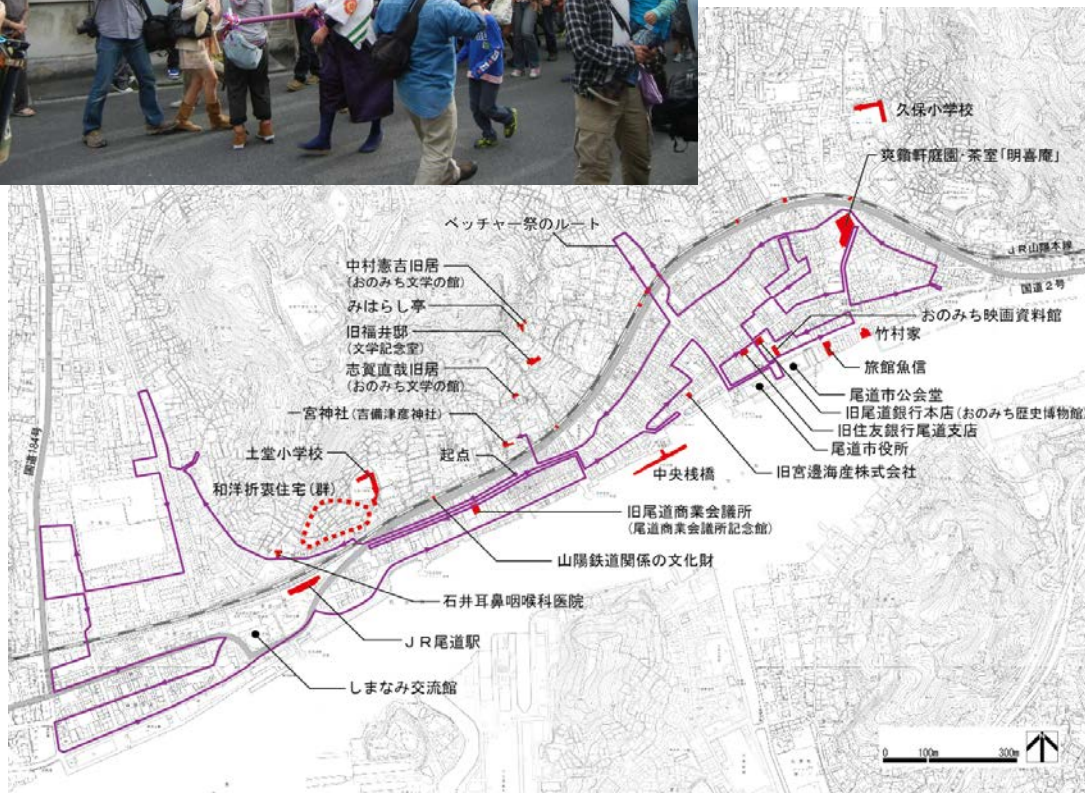 久保小学校
爽籟軒庭園・茶室「明喜庵」
ベッチャー祭のルート
JR山陽本線
国道2号
中村憲吉旧居
(おのみち文学の館)
みはらし亭
旧福井邸
(文学記念室)
志賀直哉旧居
(おのみち文学の館)
一宮神社(吉備津彦神社)
起点
土堂小学校
和洋折衷住宅(群)
国道184号
おのみち映画資料館
竹村家
旅館魚信
尾道市公会堂
旧尾道銀行本店(おのみち歴史博物館)
旧住友銀行尾道支店
尾道市役所
旧宮邊海産株式会社
中央桟橋
旧尾道商業会議所
(尾道商業会議所記念館)
山陽鉄道関係の文化財
石井耳鼻咽喉科医院
JR尾道駅
しまなみ交流館
0 100m 300m